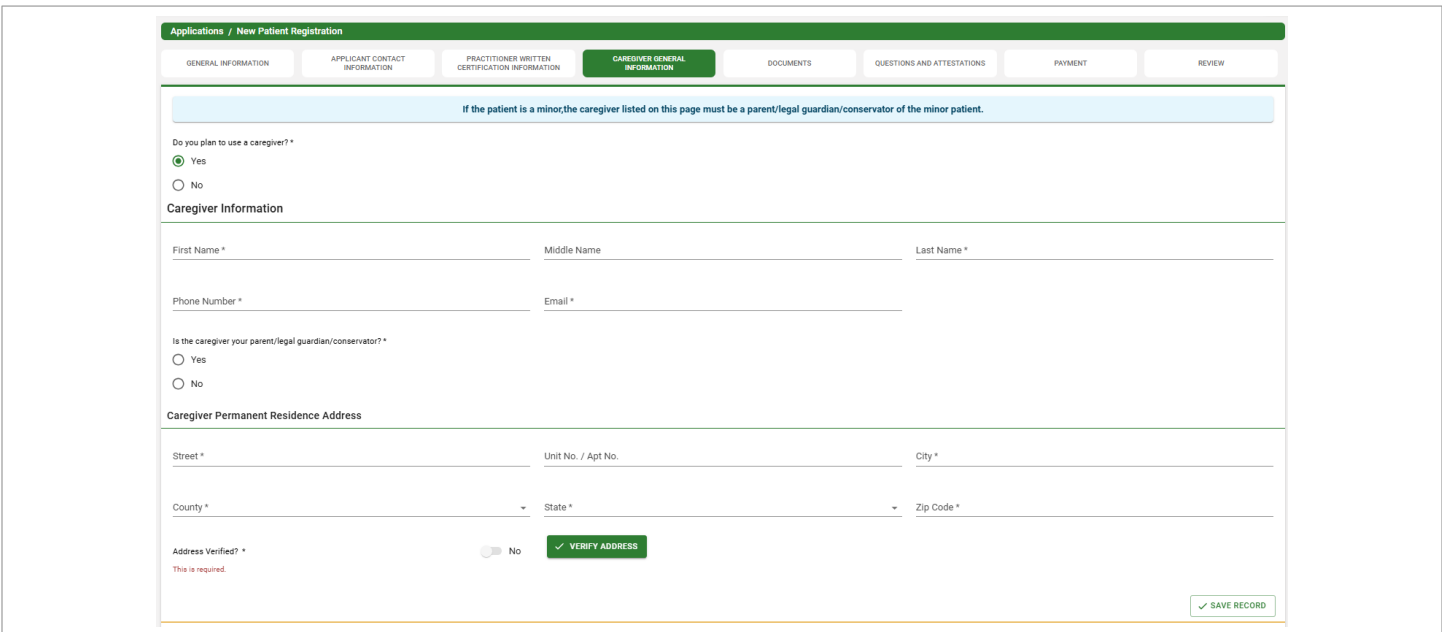 Applications / New Patient Registration
GENERAL INFORMATION
APPLICANT CONTACT
INFORMATION
PRACTITIONER WRITTEN
CERTIFICATION INFORMATION
CAREGIVER GENERAL
INFORMATION
DOCUMENTS
QUESTIONS AND ATTESTATIONS
PAYMENT
REVIEW
If the patient is a minor,the caregiver listed on this page must be a parent/legal guardian/conservator of the minor patient.
Do you plan to use a caregiver? *
Yes
No
Caregiver Information
First Name *
Middle Name
Last Name *
Phone Number *
Email *
Is the caregiver your parent/legal guardian/conservator? *
Yes
No
Caregiver Permanent Residence Address
Street *
Unit No. / Apt No.
City *
County *
State *
Zip Code *
Address Verified? *
No
VERIFY ADDRESS
This is required.
SAVE RECORD